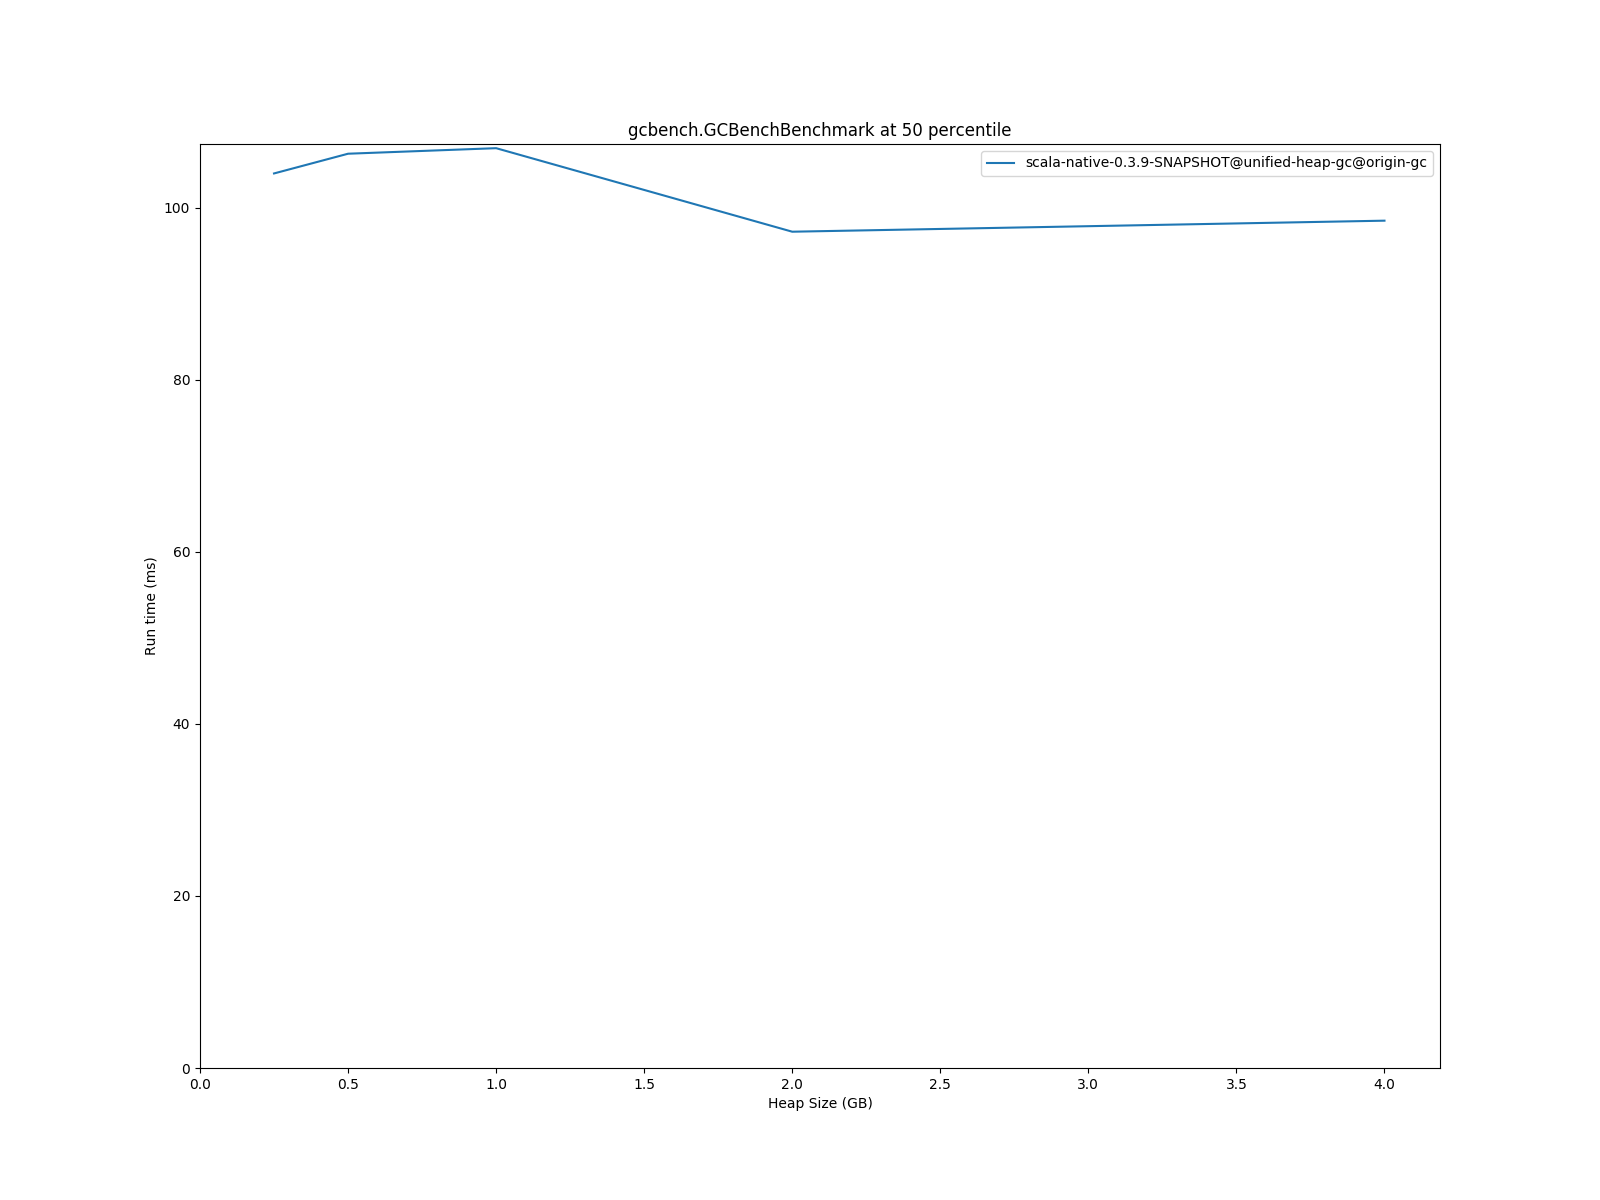 gcbench.GCBenchBenchmark at 50 percentile
scala-native-0.3.9-SNAPSHOT@unified-heap-gc@origin-gc
100
80
60
40
20
0
Run time (ms)
0.0 0.5 1.0 1.5 2.0 2.5 3.0 3.5 4.0
Heap Size (GB)